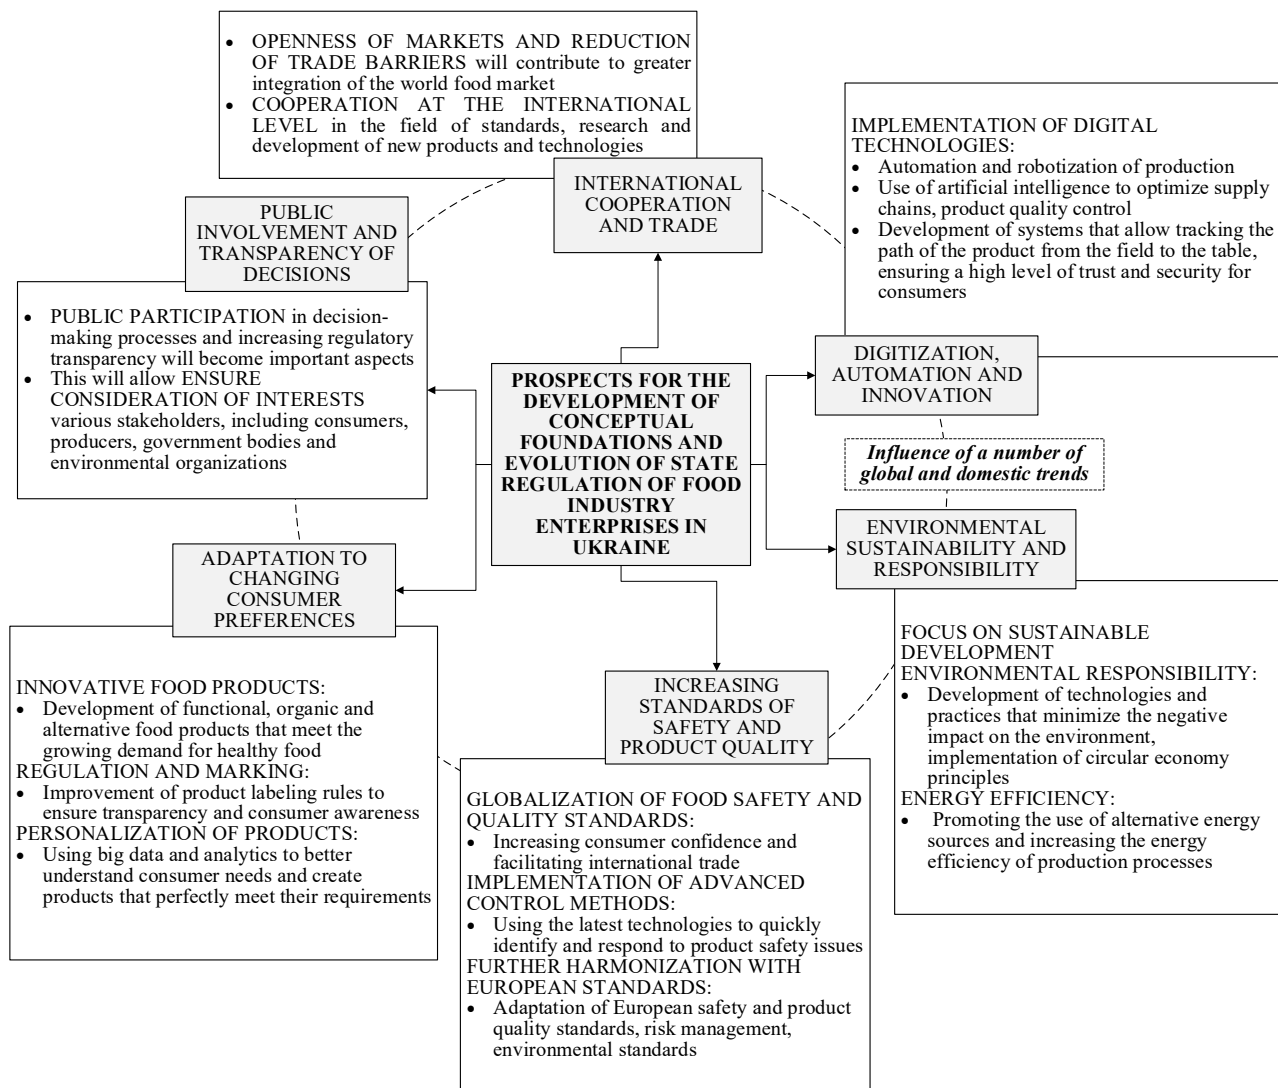 • OPENNESS OF MARKETS AND REDUCTION
OF TRADE BARRIERS will contribute to greater
integration of the world food market
• COOPERATION AT THE INTERNATIONAL
LEVEL in the field of standards, research and
development of new products and technologies
INTERNATIONAL
COOPERATION
AND TRADE
IMPLEMENTATION OF DIGITAL
TECHNOLOGIES:
• Automation and robotization of production
• Use of artificial intelligence to optimize supply
chains, product quality control
• Development of systems that allow tracking the
path of the product from the field to the table,
ensuring a high level of trust and security for
consumers
DIGITIZATION,
AUTOMATION AND
INNOVATION
PUBLIC
INVOLVEMENT AND
TRANSPARENCY OF
DECISIONS
• PUBLIC PARTICIPATION in decision-
making processes and increasing regulatory
transparency will become important aspects
• This will allow ENSURE
CONSIDERATION OF INTERESTS
various stakeholders, including consumers,
producers, government bodies and
environmental organizations
PROSPECTS FOR THE
DEVELOPMENT OF
CONCEPTUAL
FOUNDATIONS AND
EVOLUTION OF STATE
REGULATION OF FOOD
INDUSTRY
ENTERPRISES IN
UKRAINE
Influence of a number of
global and domestic trends
ENVIRONMENTAL
SUSTAINABILITY AND
RESPONSIBILITY
FOCUS ON SUSTAINABLE
DEVELOPMENT
ENVIRONMENTAL RESPONSIBILITY:
• Development of technologies and
practices that minimize the negative
impact on the environment,
implementation of circular economy
principles
ENERGY EFFICIENCY:
• Promoting the use of alternative energy
sources and increasing the energy
efficiency of production processes
ADAPTATION TO
CHANGING
CONSUMER
PREFERENCES
INNOVATIVE FOOD PRODUCTS:
• Development of functional, organic and
alternative food products that meet the
growing demand for healthy food
REGULATION AND MARKING:
• Improvement of product labeling rules to
ensure transparency and consumer awareness
PERSONALIZATION OF PRODUCTS:
• Using big data and analytics to better
understand consumer needs and create
products that perfectly meet their requirements
INCREASING
STANDARDS OF
SAFETY AND
PRODUCT QUALITY
GLOBALIZATION OF FOOD SAFETY AND
QUALITY STANDARDS:
• Increasing consumer confidence and
facilitating international trade
IMPLEMENTATION OF ADVANCED
CONTROL METHODS:
• Using the latest technologies to quickly
identify and respond to product safety issues
FURTHER HARMONIZATION WITH
EUROPEAN STANDARDS:
• Adaptation of European safety and product
quality standards, risk management,
environmental standards